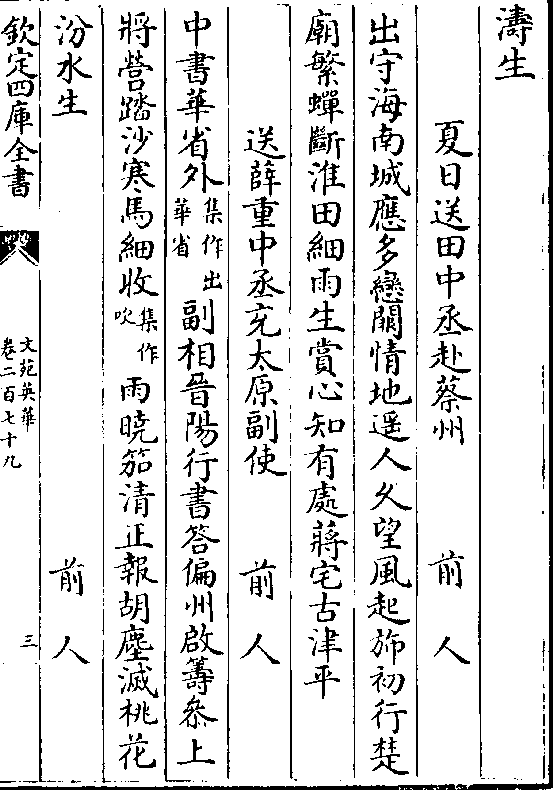 濤生
夏日送田中丞赴蔡州　前人
出守海南城應多戀闕情地遥人久望風起斾初行楚
廟繁蟬斷淮田細雨生賞心知有處蔣宅古津平
送薛重中丞充太原副使　前人
中書華省外集作出華省副相晉陽行書答偏州啟籌叅上
將營踏沙寒馬細收集作吹雨曉笳清正報胡塵滅桃花
汾水生　前人
欽定四庫全書
文苑英華
卷二百七十九
三